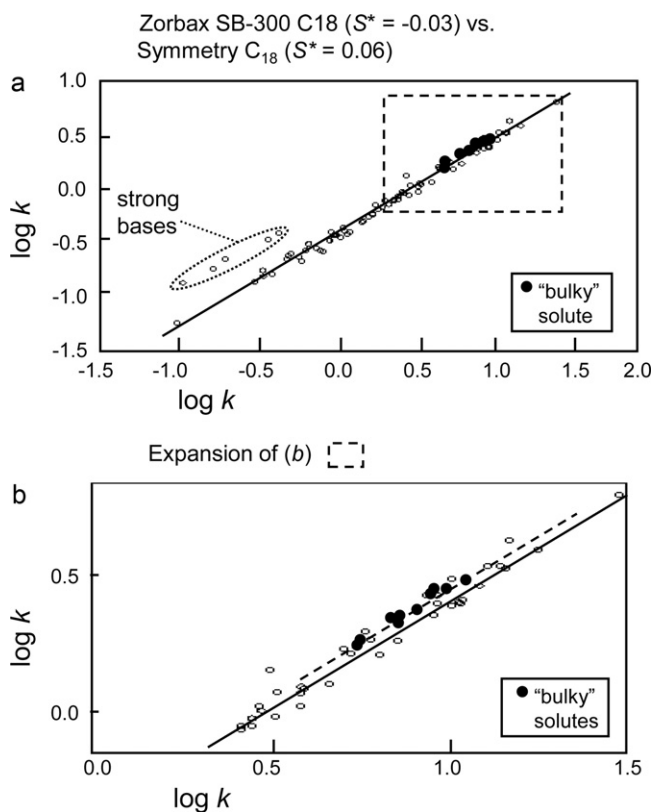 Zorbax SB-300 C18 (S* = -0.03) vs.
Symmetry C₁₈ (S* = 0.06)
a
1.0
0.5
0.0
-0.5
-1.0
-1.5
log k
strong
bases
"bulky"
solute
-1.5
-1.0
-0.5
0.0
0.5
1.0
1.5
2.0
log k
Expansion of (b)
b
0.5
0.0
log k
"bulky"
solutes
0.0
0.5
1.0
1.5
log k